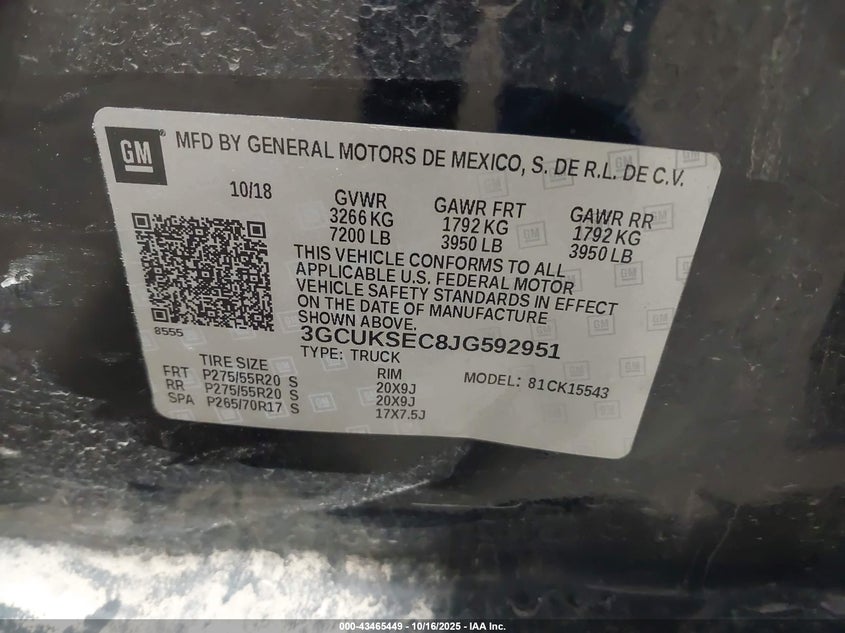 GM
MFD BY GENERAL MOTORS DE MEXICO, S. DE R.L. DE C.V.
10/18
GVWR
3266 KG
7200 LB
GAWR FRT
1792 KG
3950 LB
GAWR RR
1792 KG
3950 LB
THIS VEHICLE CONFORMS TO ALL
APPLICABLE U.S. FEDERAL MOTOR
VEHICLE SAFETY STANDARDS IN EFFECT
ON THE DATE OF MANUFACTURE
SHOWN ABOVE.
8555
3GCUKSEC8JG592951
TYPE: TRUCK
MODEL: 81CK15543
TIRE SIZE
RIM
FRT P275/55R20 S 20X9J
RR P275/55R20 S 20X9J
SPA P265/70R17 S 17X7.5J
000-43465449 - 10/16/2025 - IAA Inc.